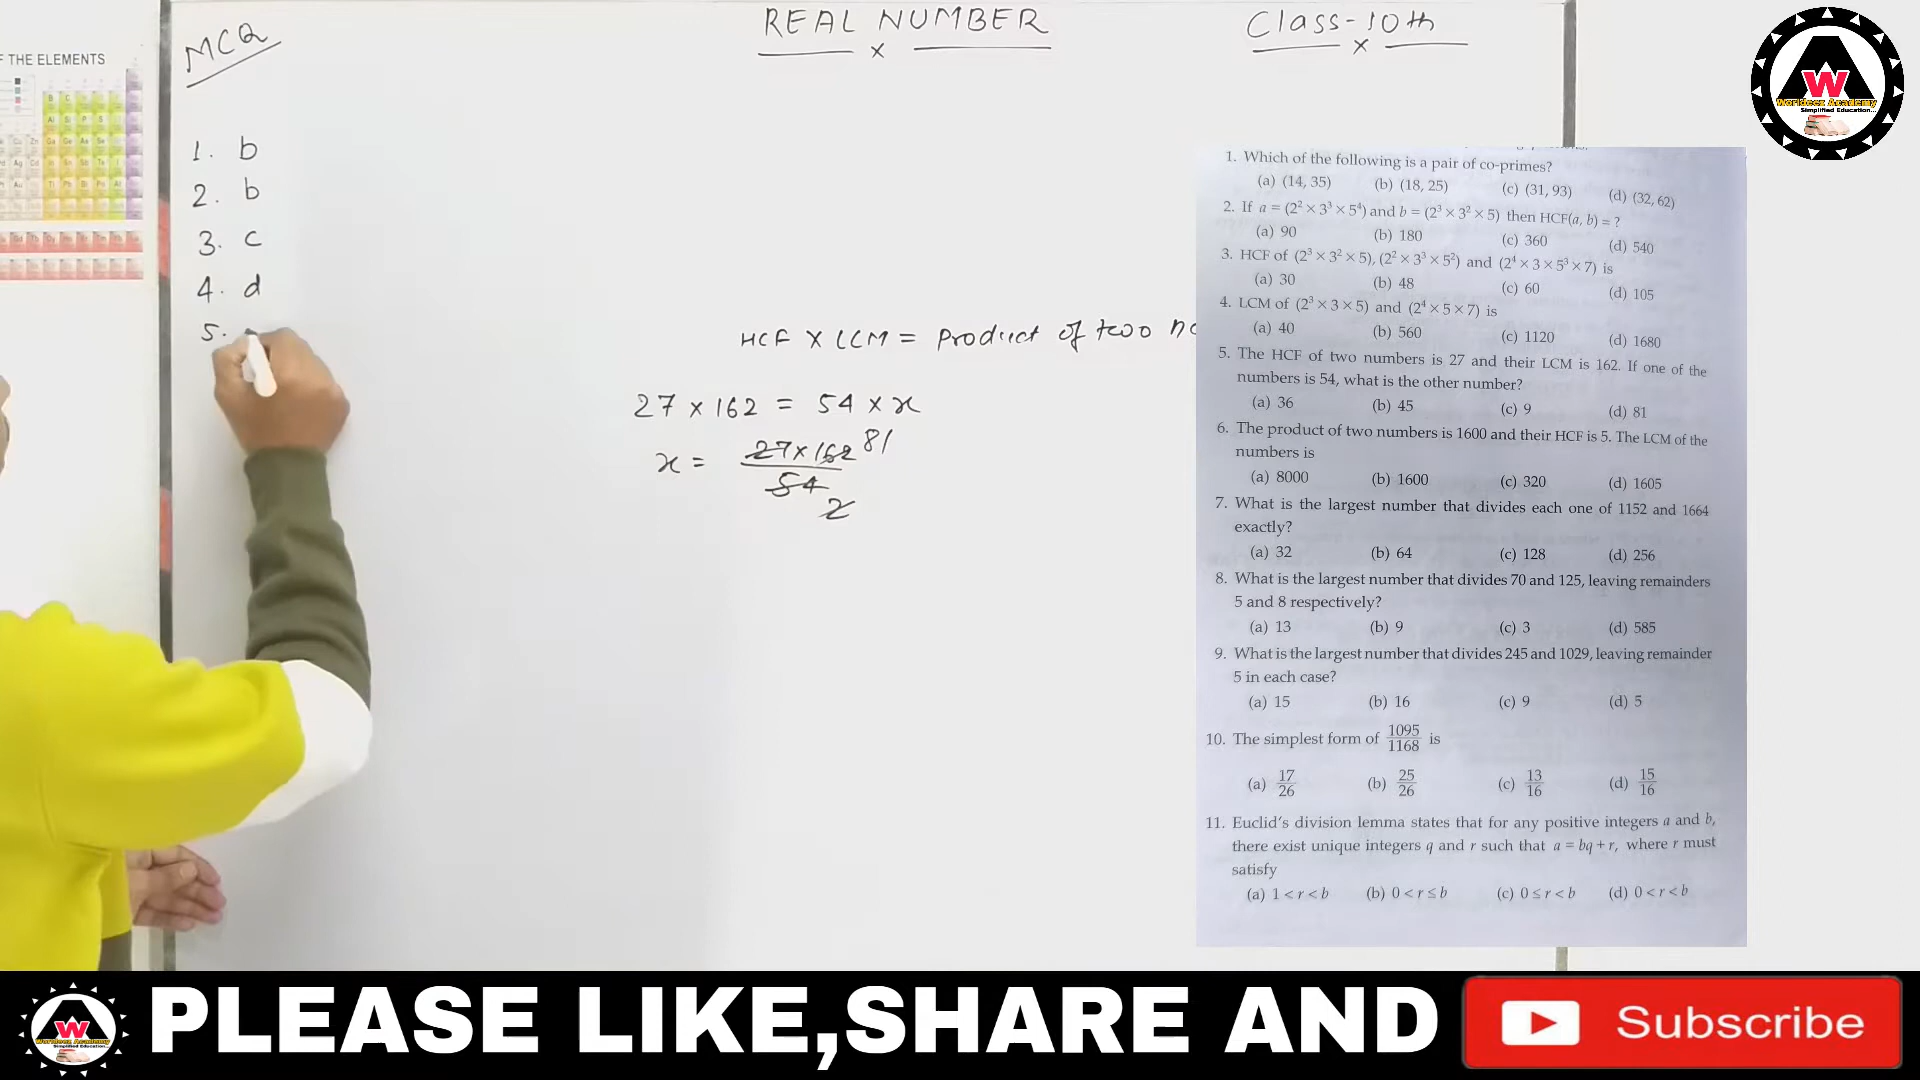 THE ELEMENTS
MCQ
REAL NUMBER
Class-10th
W
Worldeez Academy
Simplified Education...
1. b
2. b
3. c
4. d
5.
HCF X LCM = Product of two no
27 × 162 = 54 × x
x = 27×162 81
54
2
1. Which of the following is a pair of co-primes?
(a) (14, 35) (b) (18, 25) (c) (31, 93) (d) (32, 62)
2. If a = (2² × 3³ × 5⁴) and b = (2³ × 3² × 5) then HCF(a, b) = ?
(a) 90 (b) 180 (c) 360 (d) 540
3. HCF of (2³ × 3² × 5), (2² × 3³ × 5²) and (2⁴ × 3 × 5³ × 7) is
(a) 30 (b) 48 (c) 60 (d) 105
4. LCM of (2³ × 3 × 5) and (2⁴ × 5 × 7) is
(a) 40 (b) 560 (c) 1120 (d) 1680
5. The HCF of two numbers is 27 and their LCM is 162. If one of the
numbers is 54, what is the other number?
(a) 36 (b) 45 (c) 9 (d) 81
6. The product of two numbers is 1600 and their HCF is 5. The LCM of the
numbers is
(a) 8000 (b) 1600 (c) 320 (d) 1605
7. What is the largest number that divides each one of 1152 and 1664
exactly?
(a) 32 (b) 64 (c) 128 (d) 256
8. What is the largest number that divides 70 and 125, leaving remainders
5 and 8 respectively?
(a) 13 (b) 9 (c) 3 (d) 585
9. What is the largest number that divides 245 and 1029, leaving remainder
5 in each case?
(a) 15 (b) 16 (c) 9 (d) 5
10. The simplest form of 1095/1168 is
(a) 17/26 (b) 25/26 (c) 13/16 (d) 15/16
11. Euclid's division lemma states that for any positive integers a and b,
there exist unique integers q and r such that a = bq + r, where r must
satisfy
(a) 1 < r < b (b) 0 < r ≤ b (c) 0 ≤ r < b (d) 0 < r < b
W
Worldeez Academy
Simplified Education...
PLEASE LIKE,SHARE AND
Subscribe